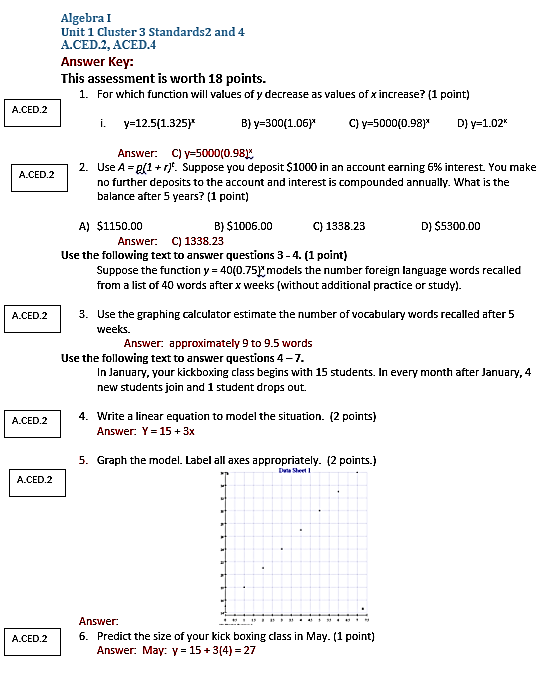 Algebra I
Unit 1 Cluster 3 Standards2 and 4
A.CED.2, ACED.4
Answer Key:
This assessment is worth 18 points.
A.CED.2
1. For which function will values of y decrease as values of x increase? (1 point)
i. y=12.5(1.325)ˣ B) y=300(1.06)ˣ C) y=5000(0.98)ˣ D) y=1.02ˣ
Answer: C) y=5000(0.98)ˣ
A.CED.2
2. Use A = p(1 + r)ᵗ. Suppose you deposit $1000 in an account earning 6% interest. You make
no further deposits to the account and interest is compounded annually. What is the
balance after 5 years? (1 point)
A) $1150.00 B) $1006.00 C) 1338.23 D) $5300.00
Answer: C) 1338.23
Use the following text to answer questions 3 - 4. (1 point)
Suppose the function y = 40(0.75)ˣ models the number foreign language words recalled
from a list of 40 words after x weeks (without additional practice or study).
A.CED.2
3. Use the graphing calculator estimate the number of vocabulary words recalled after 5
weeks.
Answer: approximately 9 to 9.5 words
Use the following text to answer questions 4 – 7.
In January, your kickboxing class begins with 15 students. In every month after January, 4
new students join and 1 student drops out.
A.CED.2
4. Write a linear equation to model the situation. (2 points)
Answer: Y = 15 + 3x
5. Graph the model. Label all axes appropriately. (2 points.)
A.CED.2
Data Sheet 1
Answer:
A.CED.2
6. Predict the size of your kick boxing class in May. (1 point)
Answer: May: y = 15 + 3(4) = 27